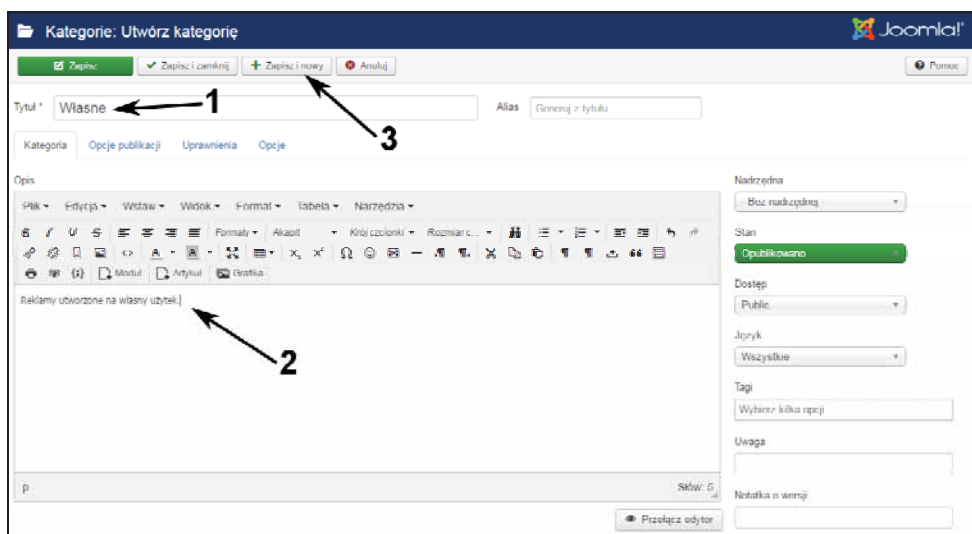 Kategorie: Utwórz kategorię
Joomla!
Zapisz Zapisz i zamknij Zapisz i nowy Anuluj Pomoc
Tytuł * Własne 1 Alias Generuj z tytułu
3
Kategoria Opcje publikacji Uprawnienia Opcje
Opis
Plik Edycja Wstaw Widok Format Tabela Narzędzia
Formaty Akapit Krój czcionki Rozmiar c...
Moduł Artykuł Grafika
Reklamy utworzone na własny użytek.
2
p
Słów: 5
Przełącz edytor
Nadrzędna
- Bez nadrzędnej -
Stan
Opublikowano
Dostęp
Public
Język
Wszystkie
Tagi
Wybierz kilka opcji
Uwaga
Notatka o wersji